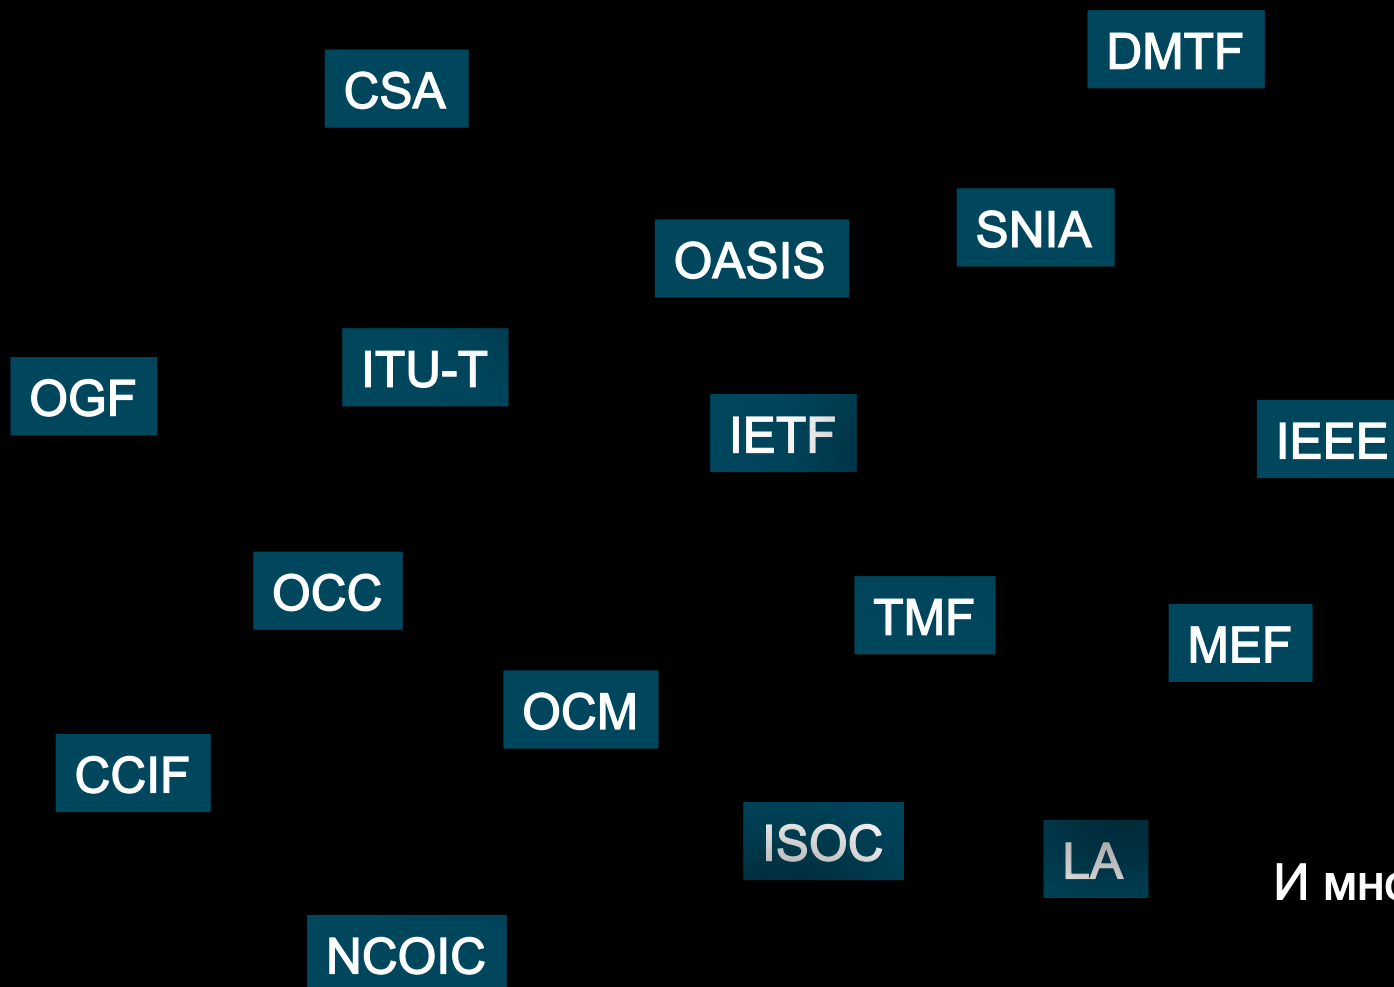 DMTF
CSA
SNIA
OASIS
ITU-T
OGF
IETF
IEEE
OCC
TMF
MEF
OCM
CCIF
ISOC
LA
И
NCOIC